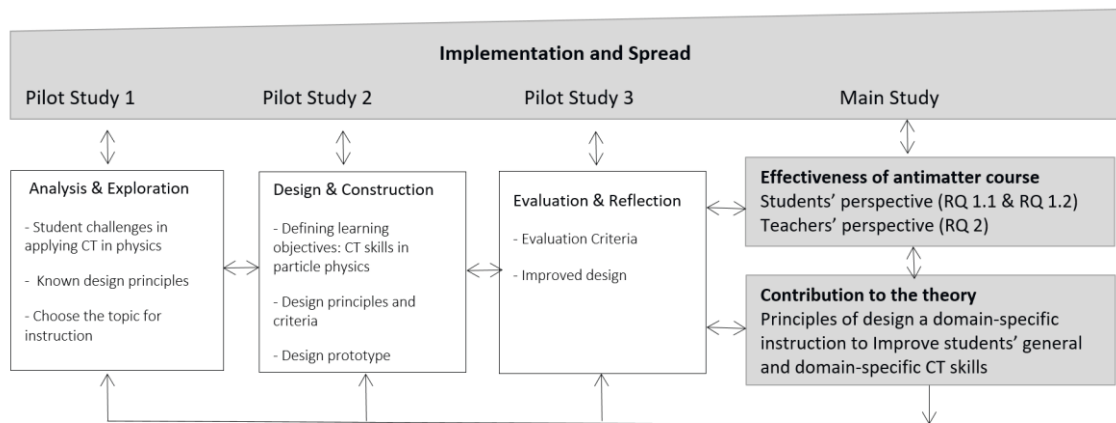 Implementation and Spread
Pilot Study 1
Pilot Study 2
Pilot Study 3
Main Study
Analysis & Exploration
- Student challenges in
applying CT in physics
- Known design principles
- Choose the topic for
instruction
Design & Construction
- Defining learning
objectives: CT skills in
particle physics
- Design principles and
criteria
- Design prototype
Evaluation & Reflection
- Evaluation Criteria
- Improved design
Effectiveness of antimatter course
Students' perspective (RQ 1.1 & RQ 1.2)
Teachers' perspective (RQ 2)
Contribution to the theory
Principles of design a domain-specific
instruction to Improve students' general
and domain-specific CT skills